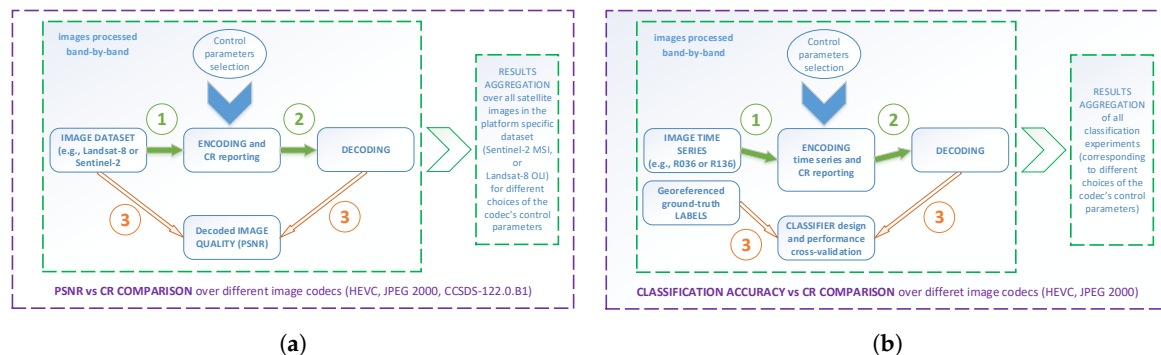 images processed
band-by-band
Control
parameters
selection
1
2
IMAGE DATASET
(e.g., Landsat-8 or
Sentinel-2)
ENCODING and
CR reporting
DECODING
3
3
Decoded IMAGE
QUALITY (PSNR)
RESULTS
AGGREGATION
over all satellite
images in the
platform specific
dataset
(Sentinel-2 MSI,
or
Landsat-8 OLI)
for different
choices of the
codec's control
parameters
PSNR vs CR COMPARISON over different image codecs (HEVC, JPEG 2000, CCSDS-122.0.B1)
(a)
images processed
band-by-band
Control
parameters
selection
1
2
IMAGE TIME
SERIES
(e.g., R036 or R136)
ENCODING
time series and
CR reporting
DECODING
Georeferenced
ground-truth
LABELS
3
3
CLASSIFIER design
and performance
cross-validation
RESULTS
AGGREGATION
of all
classification
experiments
(corresponding
to different
choices of the
codec's control
parameters)
CLASSIFICATION ACCURACY vs CR COMPARISON over differet image codecs (HEVC, JPEG 2000)
(b)